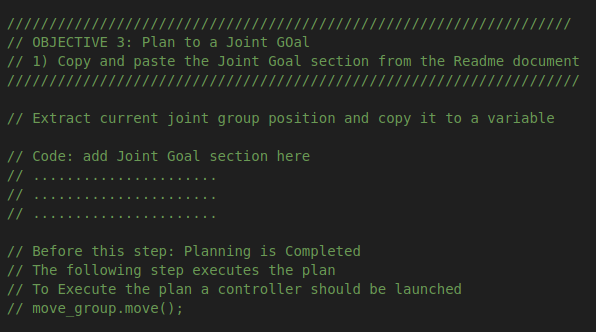 ///////////////////////////////////////////////////////////////////
// OBJECTIVE 3: Plan to a Joint GOal
// 1) Copy and paste the Joint Goal section from the Readme document
////////////////////////////////////////////////////////////////////
// Extract current joint group position and copy it to a variable
// Code: add Joint Goal section here
// ......................
// ......................
// ......................
// Before this step: Planning is Completed
// The following step executes the plan
// To Execute the plan a controller should be launched
// move_group.move();